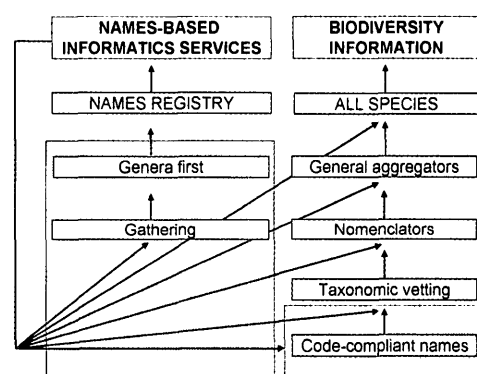 NAMES-BASED
INFORMATICS SERVICES
BIODIVERSITY
INFORMATION
NAMES REGISTRY
ALL SPECIES
Genera first
General aggregators
Gathering
Nomenclators
Taxonomic vetting
Code-compliant names